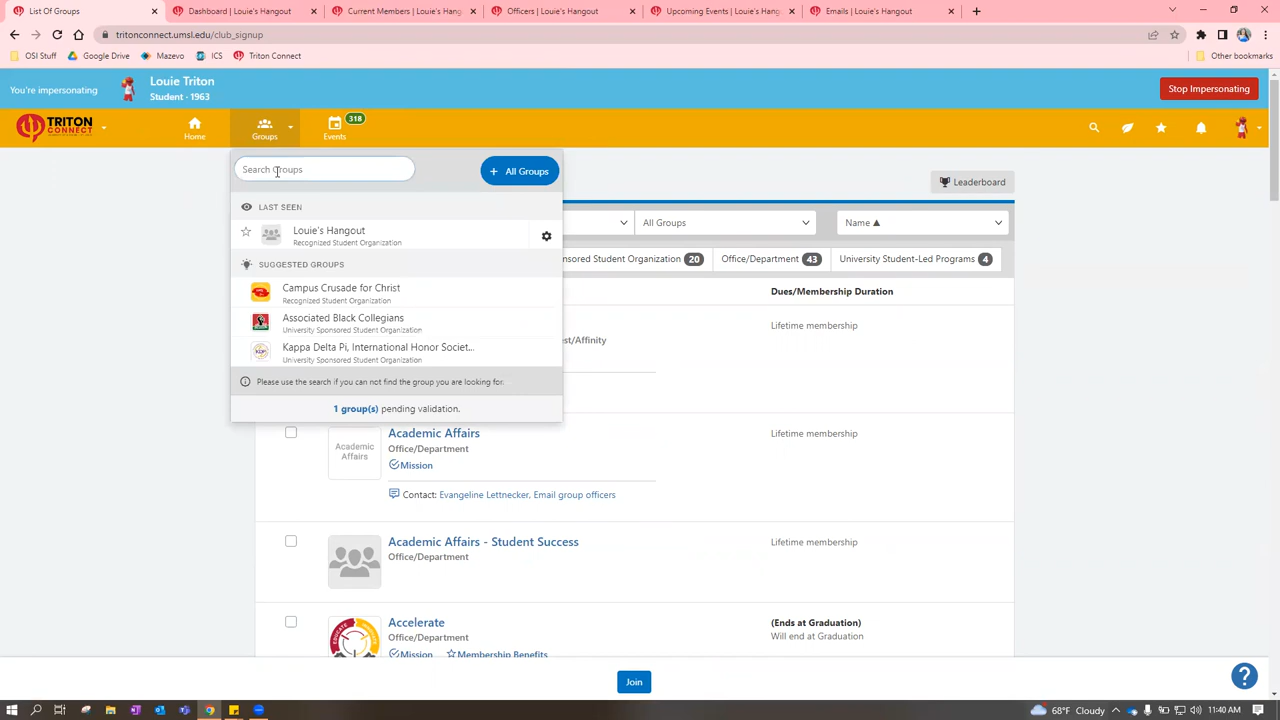 List Of Groups
Dashboard | Louie's Hangout
Current Members | Louie's Hang
Officers | Louie's Hangout
Upcoming Events | Louie's Hang
Emails | Louie's Hangout
tritonconnect.umsl.edu/club_signup
OSI Stuff
Google Drive
Mazevo
ICS
Triton Connect
Other bookmarks
You're impersonating
Louie Triton
Student - 1963
Stop Impersonating
TRITON
CONNECT
Home
Groups
Events
318
Search Groups
+ All Groups
Leaderboard
LAST SEEN
Louie's Hangout
Recognized Student Organization
All Groups
Name ▲
SUGGESTED GROUPS
nsored Student Organization 20
Office/Department 43
University Student-Led Programs 4
Campus Crusade for Christ
Recognized Student Organization
Dues/Membership Duration
Associated Black Collegians
University Sponsored Student Organization
Lifetime membership
est/Affinity
Kappa Delta Pi, International Honor Societ...
University Sponsored Student Organization
Please use the search if you can not find the group you are looking for.
1 group(s) pending validation.
Academic Affairs
Academic Affairs
Office/Department
Mission
Contact: Evangeline Lettnecker, Email group officers
Lifetime membership
Academic Affairs - Student Success
Office/Department
Lifetime membership
Accelerate
Office/Department
Mission
Membership Benefits
(Ends at Graduation)
Will end at Graduation
Join
?
68°F Cloudy
11:40 AM